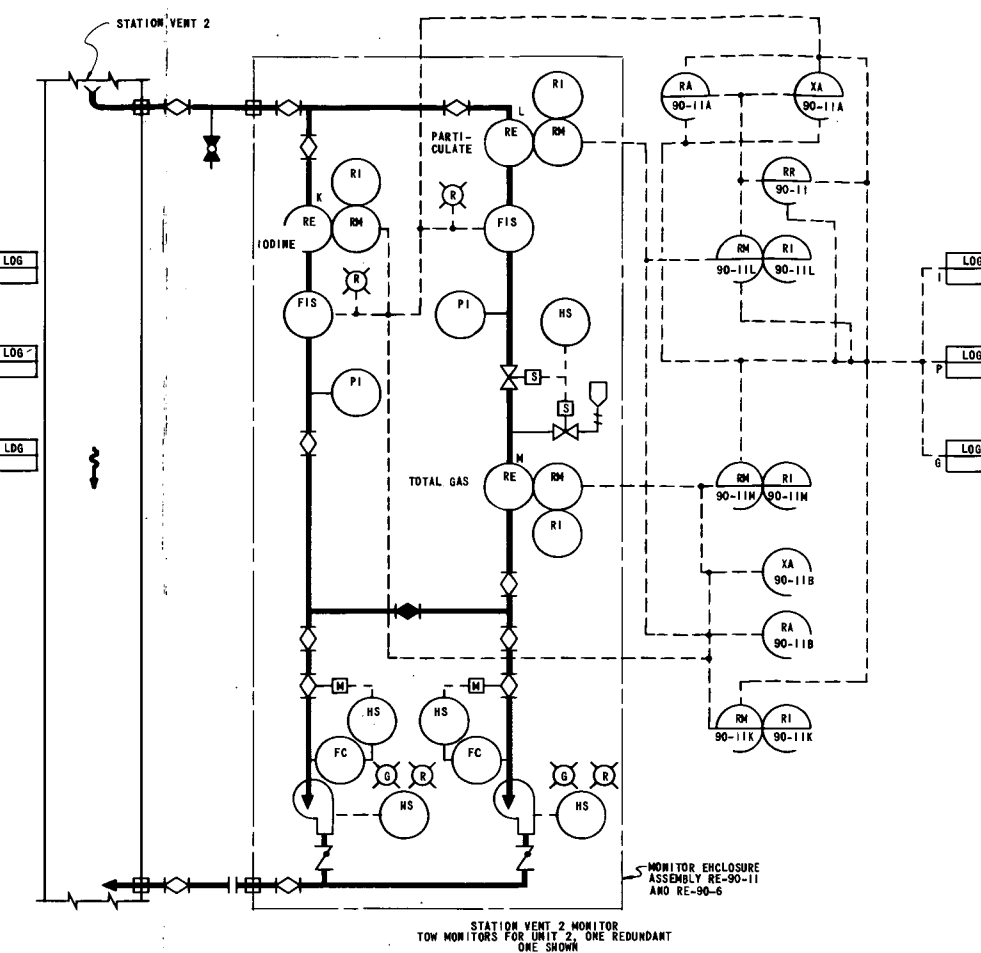 STATION VENT 2
RI
L
RE
RM
PARTI-
CULATE
RA
90-11A
XA
90-11A
RI
K
RE
RM
IODINE
R
FIS
RR
90-11
LOG
LOG
I
RM
90-11L
RI
90-11L
R
FIS
PI
HS
LOG
LOG
P
S
PI
S
LOG
LOG
G
M
TOTAL GAS
RE
RM
RI
RM
90-11M
RI
90-11M
XA
90-11B
RA
90-11B
M
M
HS
HS
RM
90-11K
RI
90-11K
FC
FC
G
R
G
R
HS
HS
MONITOR ENCLOSURE
ASSEMBLY RE-90-11
AND RE-90-6
STATION VENT 2 MONITOR
TOW MONITORS FOR UNIT 2, ONE REDUNDANT
ONE SHOWN